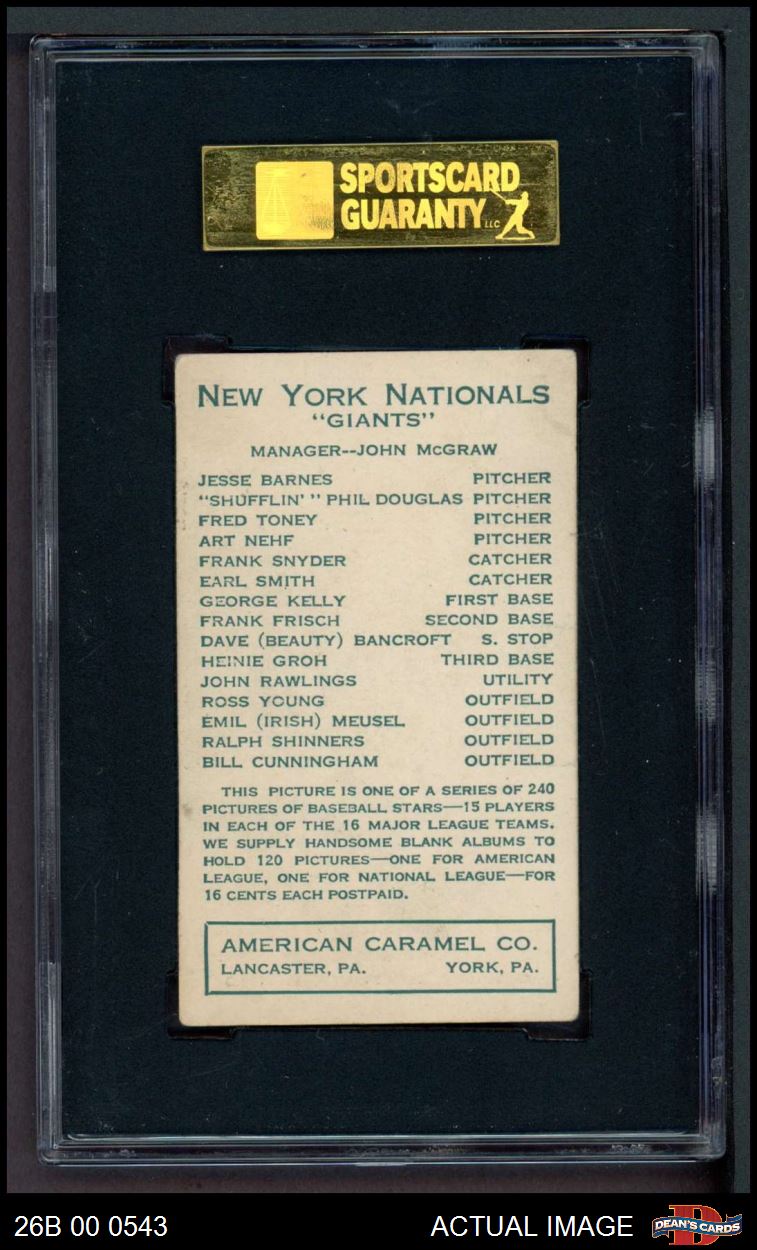 SPORTSCARD
GUARANTY LLC
NEW YORK NATIONALS
"GIANTS"
MANAGER--JOHN McGRAW
JESSE BARNES PITCHER
"SHUFFLIN' " PHIL DOUGLAS PITCHER
FRED TONEY PITCHER
ART NEHF PITCHER
FRANK SNYDER CATCHER
EARL SMITH CATCHER
GEORGE KELLY FIRST BASE
FRANK FRISCH SECOND BASE
DAVE (BEAUTY) BANCROFT S. STOP
HEINIE GROH THIRD BASE
JOHN RAWLINGS UTILITY
ROSS YOUNG OUTFIELD
EMIL (IRISH) MEUSEL OUTFIELD
RALPH SHINNERS OUTFIELD
BILL CUNNINGHAM OUTFIELD
THIS PICTURE IS ONE OF A SERIES OF 240
PICTURES OF BASEBALL STARS—15 PLAYERS
IN EACH OF THE 16 MAJOR LEAGUE TEAMS.
WE SUPPLY HANDSOME BLANK ALBUMS TO
HOLD 120 PICTURES—ONE FOR AMERICAN
LEAGUE, ONE FOR NATIONAL LEAGUE—FOR
16 CENTS EACH POSTPAID.
AMERICAN CARAMEL CO.
LANCASTER, PA. YORK, PA.
26B 00 0543 ACTUAL IMAGE DEAN'S CARDS